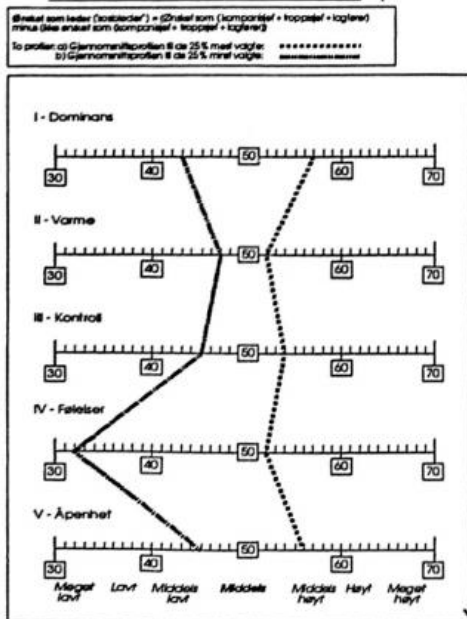 Ønsket som leder ("sosbleder") = (Ønsket som (kompanisjef + troppsjef + lagfører)
minus (ikke ønsket som (kompanisjef + troppsjef + lagfører))
To profiler: a) Gjennomsnittsprofilen til de 25 % mest valgte:
b) Gjennomsnittsprofilen til de 25 % minst valgte:
I - Dominans
30 40 50 60 70
II - Varme
30 40 50 60 70
III - Kontroll
30 40 50 60 70
IV - Følelser
30 40 50 60 70
V - Åpenhet
30 40 50 60 70
Meget lavt Lavt Middels lavt Middels Middels høyt Høyt Meget høyt